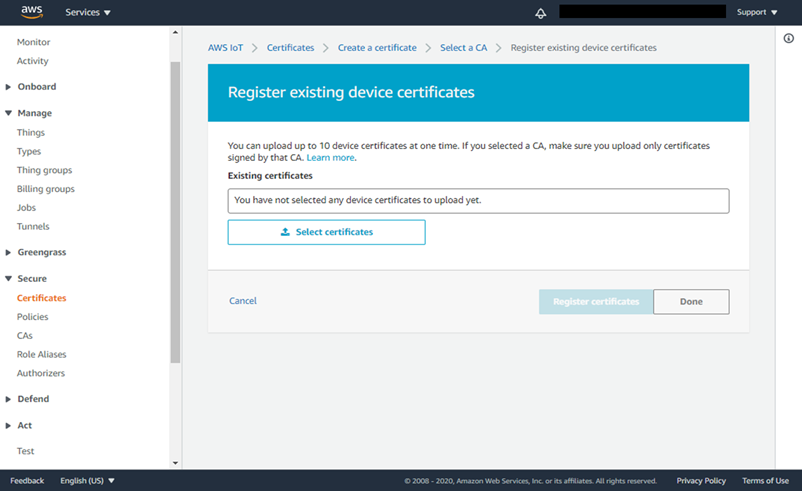 aws
Services
Support
Monitor
Activity
Onboard
Manage
Things
Types
Thing groups
Billing groups
Jobs
Tunnels
Greengrass
Secure
Certificates
Policies
CAs
Role Aliases
Authorizers
Defend
Act
Test
AWS IoT > Certificates > Create a certificate > Select a CA > Register existing device certificates
Register existing device certificates
You can upload up to 10 device certificates at one time. If you selected a CA, make sure you upload only certificates
signed by that CA. Learn more.
Existing certificates
You have not selected any device certificates to upload yet.
Select certificates
Cancel
Register certificates
Done
Feedback
English (US)
© 2008 - 2020, Amazon Web Services, Inc. or its affiliates. All rights reserved.
Privacy Policy
Terms of Use